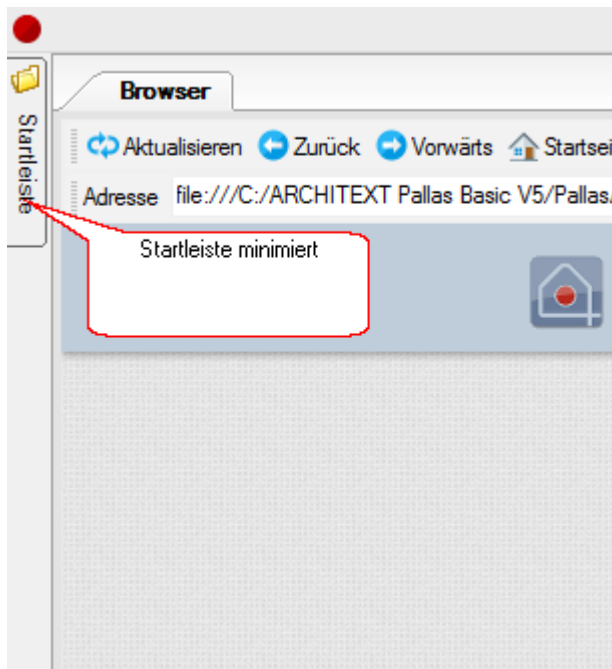 Startleiste
Browser
Aktualisieren Zurück Vorwärts Startsei
Adresse file:///C:/ARCHITEXT Pallas Basic V5/Pallas
Startleiste minimiert